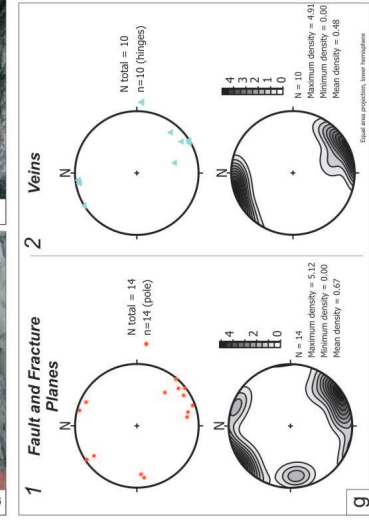 1 Fault and Fracture
Planes
N
N total = 14
n=14 (pole)
4
2
0
N = 14
Maximum density = 5.12
Minimum density = 0.00
Mean density = 0.67
2 Veins
N
N total = 10
n=10 (hinges)
4
3
2
1
0
N = 10
Maximum density = 4.91
Minimum density = 0.00
Mean density = 0.48
Equal area projection, lower hemisphere
g